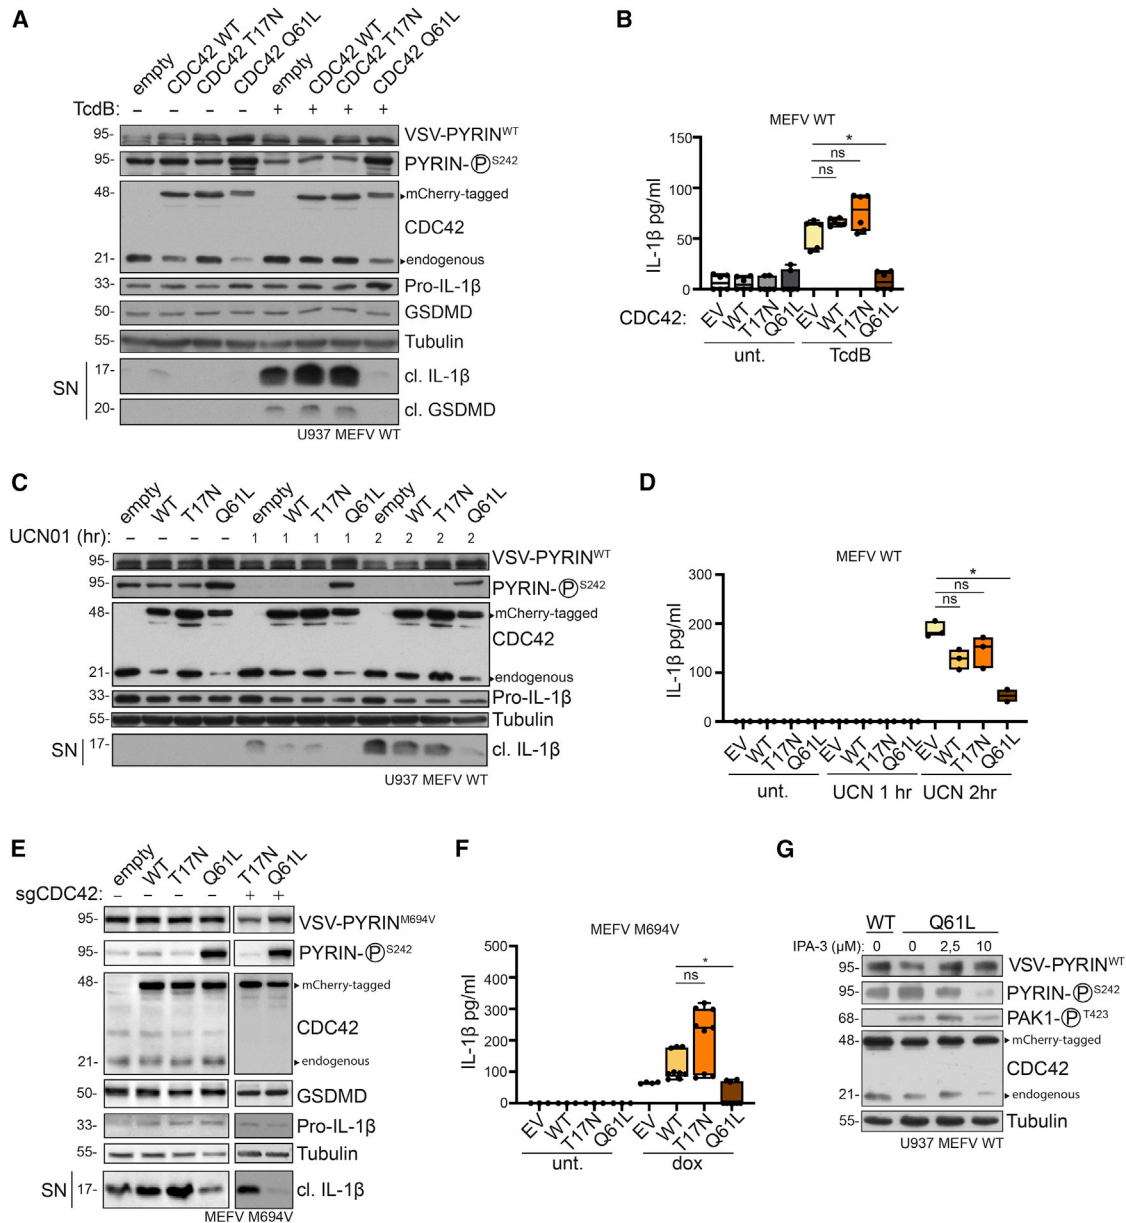 A
empty
CDC42 WT
CDC42 T17N
CDC42 Q61L
empty
CDC42 WT
CDC42 T17N
CDC42 Q61L
TcdB: – – – – + + + +
95- VSV-PYRIN^WT
95- PYRIN-Ⓟ^S242
48- mCherry-tagged
CDC42
21- endogenous
33- Pro-IL-1β
50- GSDMD
55- Tubulin
SN 17- cl. IL-1β
20- cl. GSDMD
U937 MEFV WT
B
MEFV WT
*
ns
ns
IL-1β pg/ml
150
100
50
0
CDC42: EV WT T17N Q61L EV WT T17N Q61L
unt. TcdB
C
empty WT T17N Q61L empty WT T17N Q61L empty WT T17N Q61L
UCN01 (hr): – – – – 1 1 1 1 2 2 2 2
95- VSV-PYRIN^WT
95- PYRIN-Ⓟ^S242
48- mCherry-tagged
CDC42
21- endogenous
33- Pro-IL-1β
55- Tubulin
SN 17- cl. IL-1β
U937 MEFV WT
D
MEFV WT
*
ns
ns
IL-1β pg/ml
300
200
100
0
EV WT T17N Q61L EV WT T17N Q61L EV WT T17N Q61L
unt. UCN 1 hr UCN 2hr
E
empty WT T17N Q61L T17N Q61L
sgCDC42: – – – – + +
95- VSV-PYRIN^M694V
95- PYRIN-Ⓟ^S242
48- mCherry-tagged
CDC42
21- endogenous
50- GSDMD
33- Pro-IL-1β
55- Tubulin
SN 17- cl. IL-1β
MEFV M694V
F
MEFV M694V
*
ns
IL-1β pg/ml
500
400
300
200
100
0
EV WT T17N Q61L EV WT T17N Q61L
unt. dox
G
WT Q61L
IPA-3 (µM): 0 0 2,5 10
95- VSV-PYRIN^WT
95- PYRIN-Ⓟ^S242
68- PAK1-Ⓟ^T423
48- mCherry-tagged
CDC42
21- endogenous
55- Tubulin
U937 MEFV WT